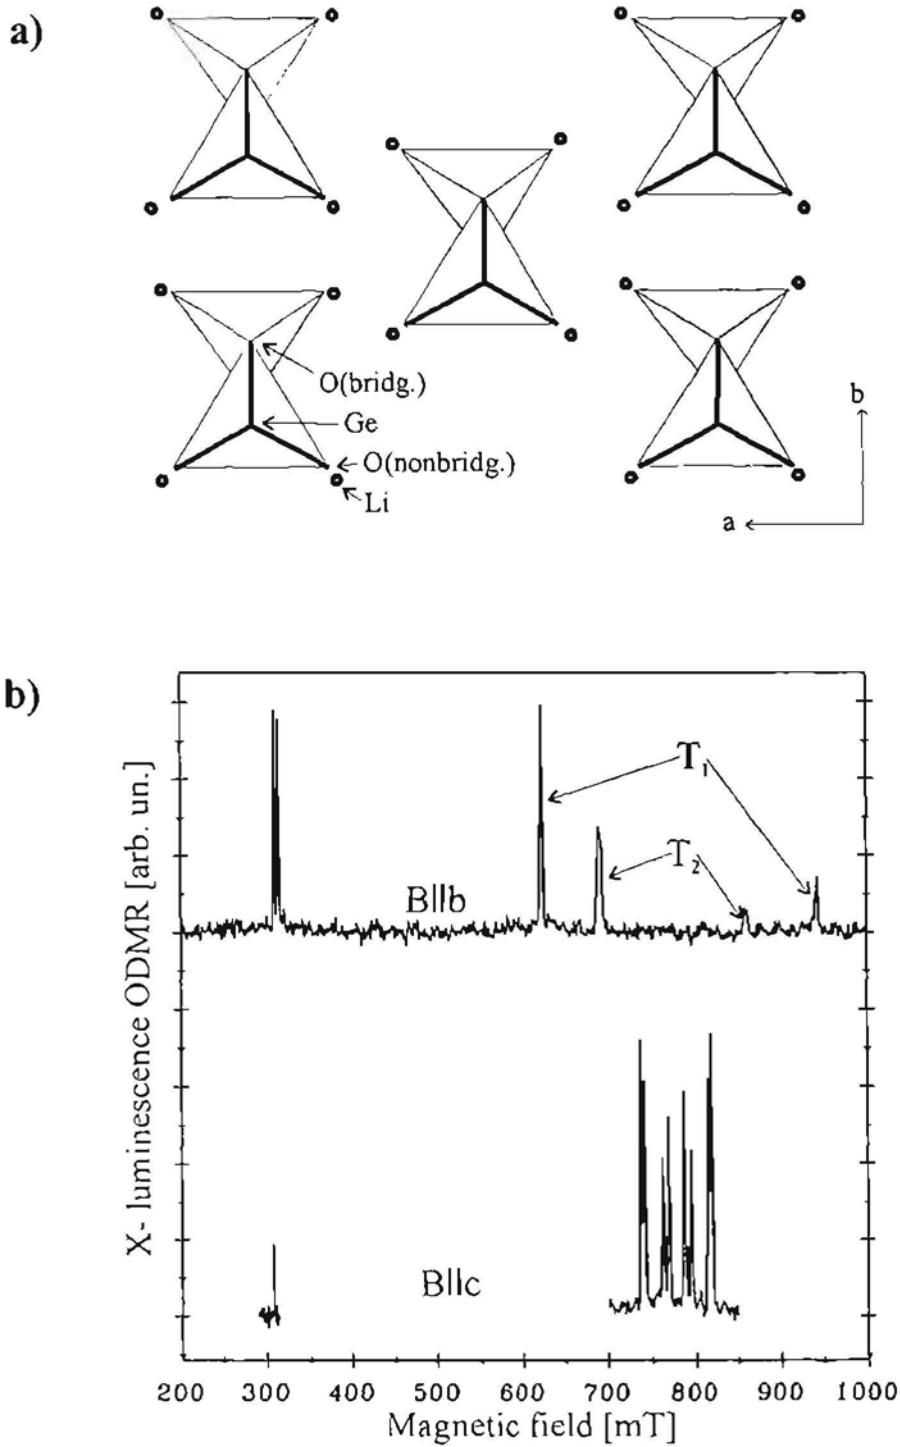 a)
O(bridg.)
Ge
O(nonbridg.)
Li
b
a
b)
X- luminescence ODMR [arb. un.]
T₁
T₂
B||b
B||c
200 300 400 500 600 700 800 900 1000
Magnetic field [mT]